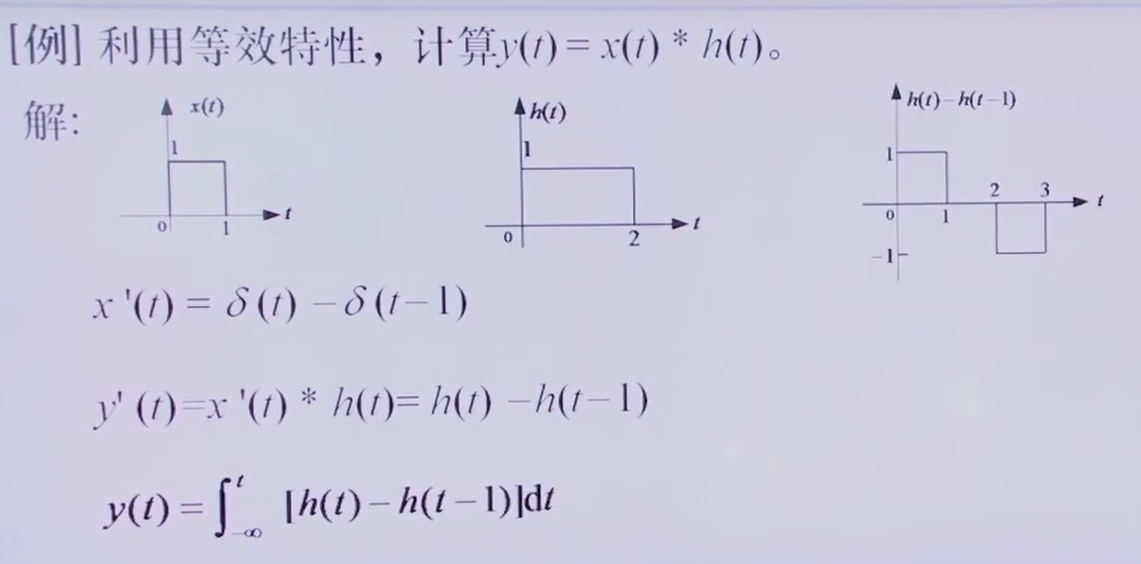 [例] 利用等效特性，计算y(t) = x(t) * h(t)。
解:
x(t)
1
0 1 t
h(t)
1
0 2 t
h(t)-h(t-1)
1
2 3
0 1 t
-1
x '(t) = δ(t) - δ(t-1)
y' (t)=x '(t) * h(t)= h(t) -h(t-1)
y(t) = ∫_{-∞}^{t} [h(t) - h(t-1)]dt